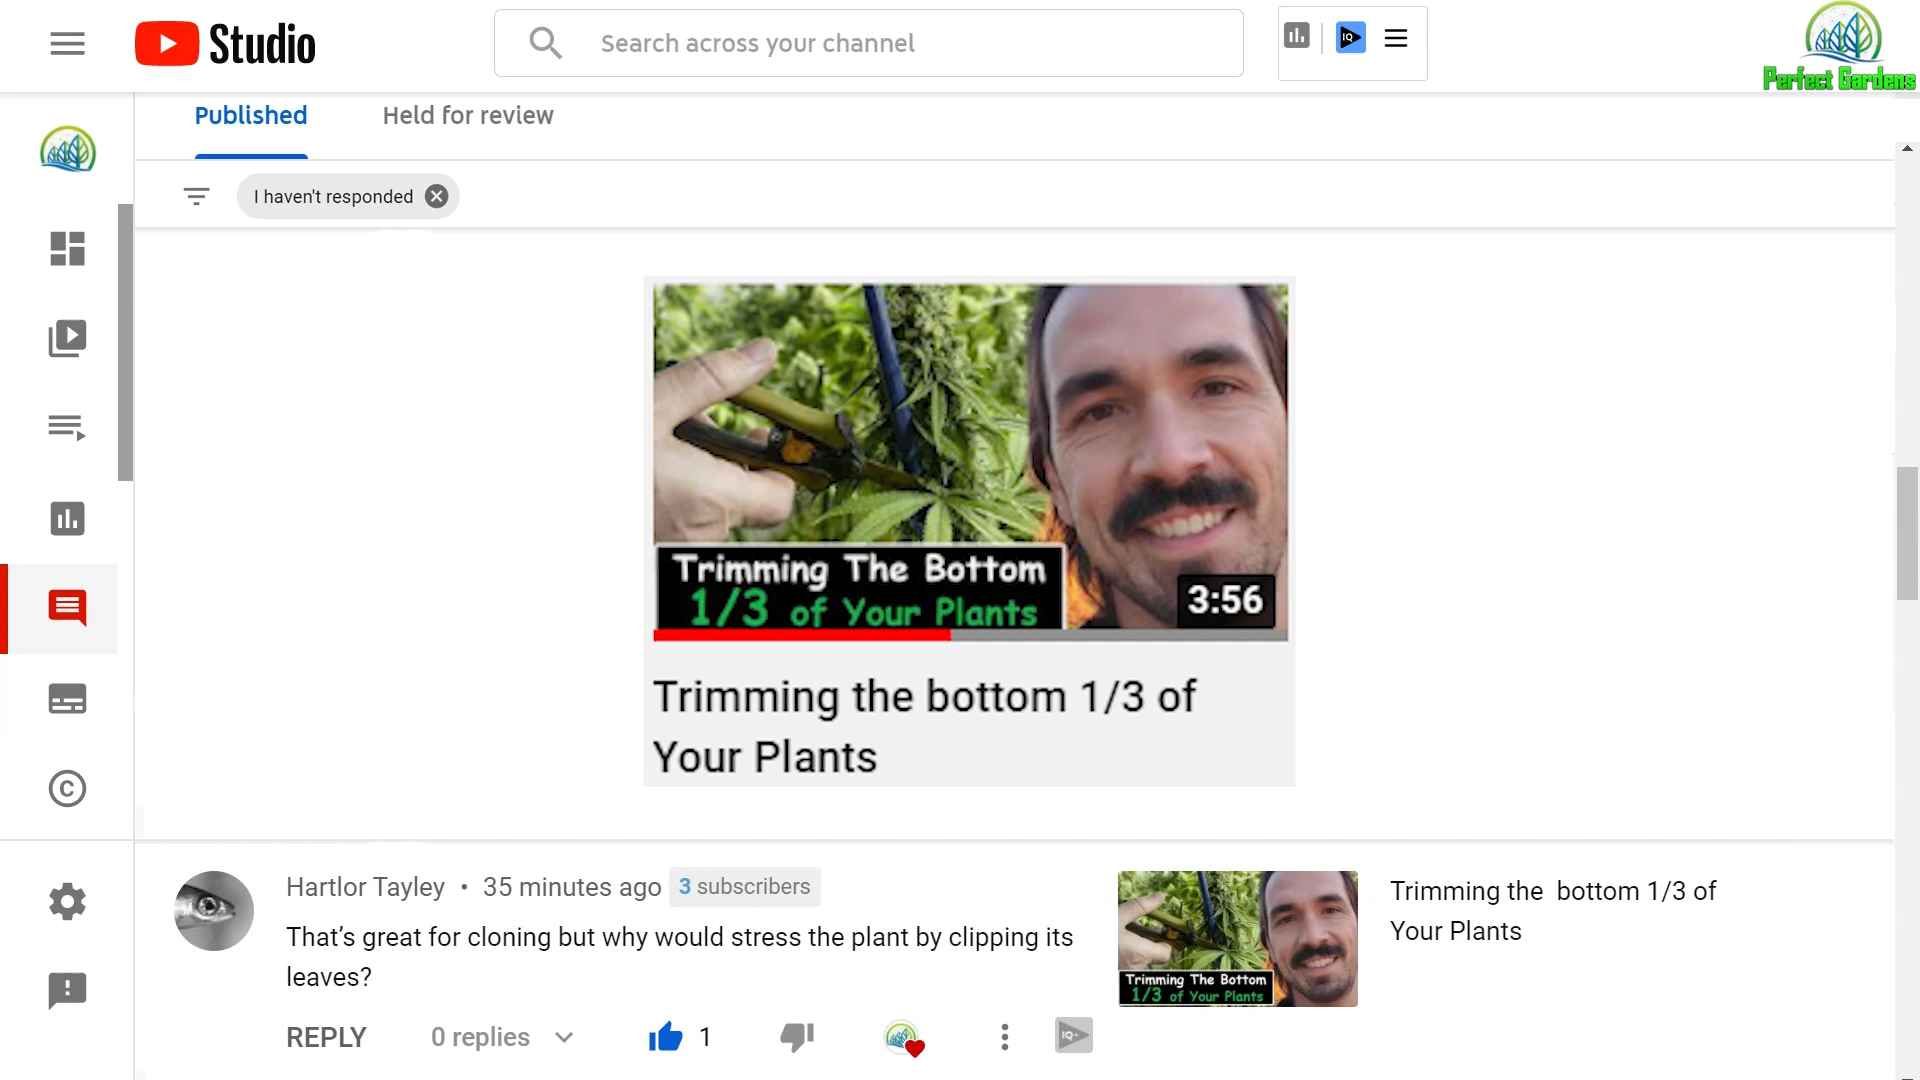 Studio
Search across your channel
IQ
Perfect Gardens
Published
Held for review
I haven't responded
Trimming The Bottom
1/3 of Your Plants
3:56
Trimming the bottom 1/3 of
Your Plants
Hartlor Tayley • 35 minutes ago 3 subscribers
That’s great for cloning but why would stress the plant by clipping its
leaves?
REPLY
0 replies
1
IQ+
Trimming The Bottom
1/3 of Your Plants
Trimming the bottom 1/3 of
Your Plants